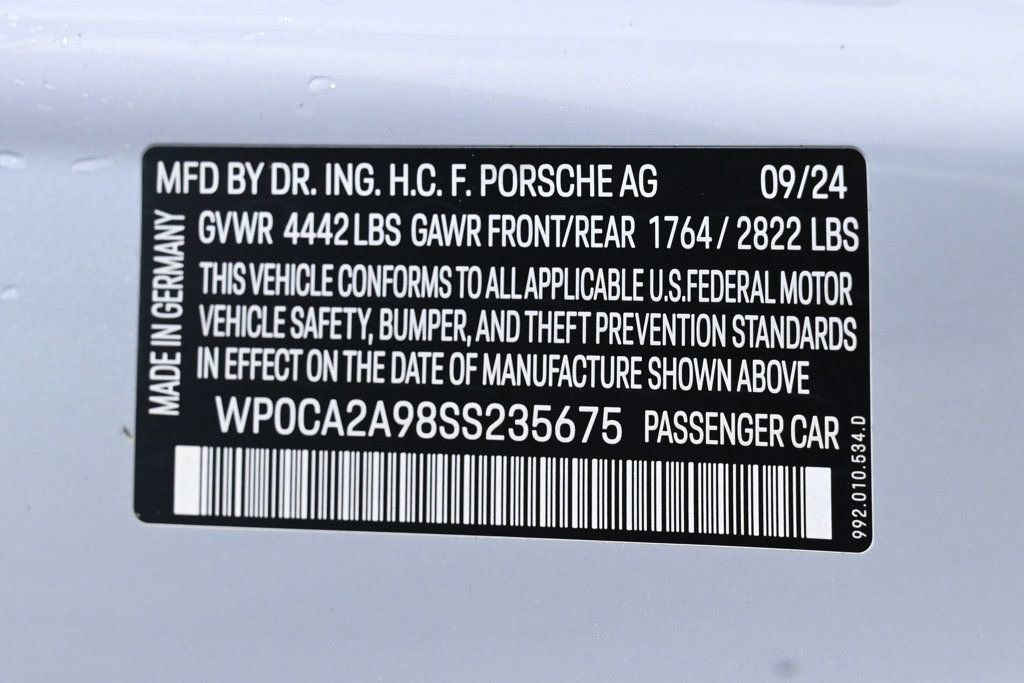 MFD BY DR. ING. H.C. F. PORSCHE AG 09/24
GVWR 4442 LBS GAWR FRONT/REAR 1764 / 2822 LBS
THIS VEHICLE CONFORMS TO ALL APPLICABLE U.S.FEDERAL MOTOR
VEHICLE SAFETY, BUMPER, AND THEFT PREVENTION STANDARDS
IN EFFECT ON THE DATE OF MANUFACTURE SHOWN ABOVE
WP0CA2A98SS235675 PASSENGER CAR
MADE IN GERMANY
992.010.534.D